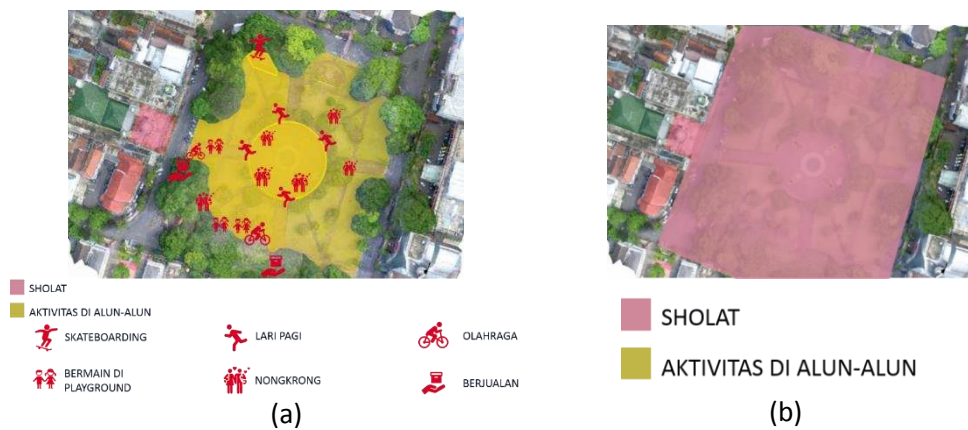 SHOLAT
AKTIVITAS DI ALUN-ALUN
SKATEBOARDING
LARI PAGI
OLAHRAGA
BERMAIN DI
PLAYGROUND
NONGKRONG
BERJUALAN
(a)
SHOLAT
AKTIVITAS DI ALUN-ALUN
(b)